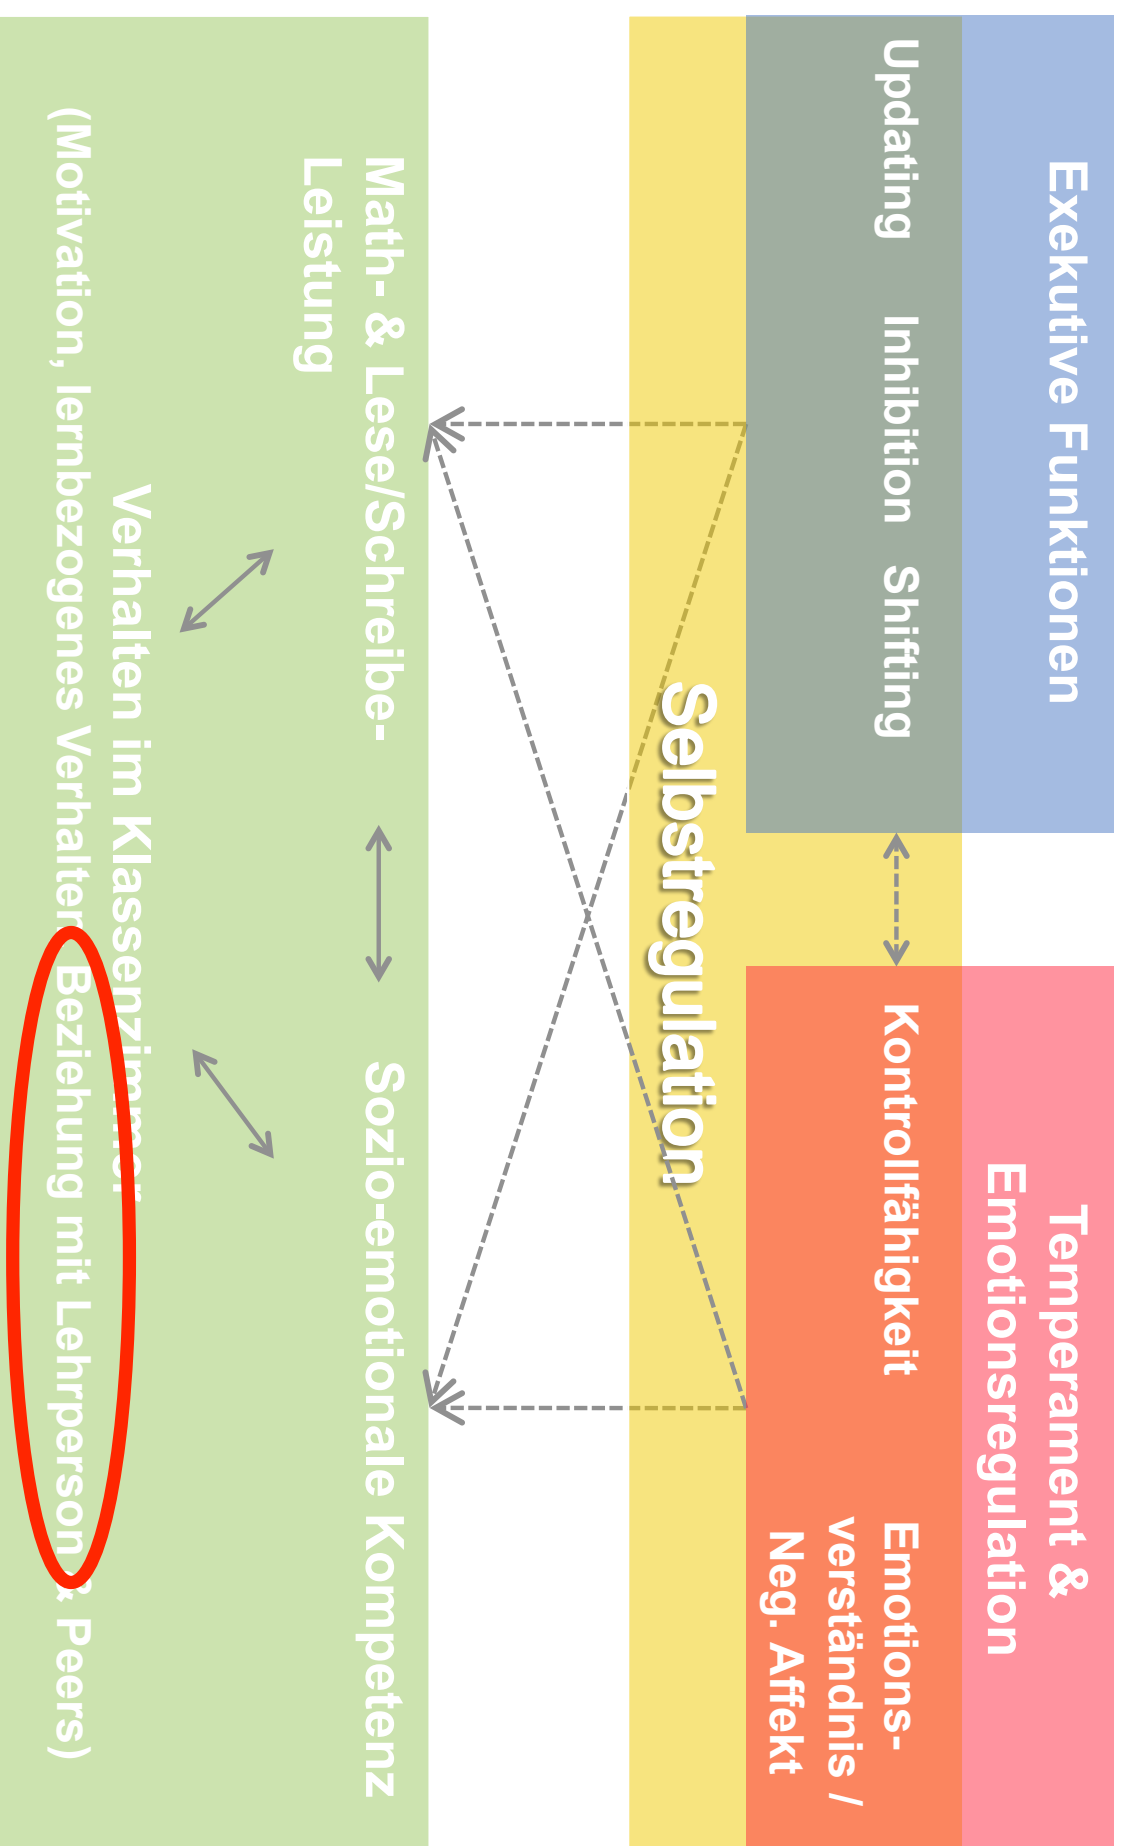 Exekutive Funktionen
Temperament &
Emotionsregulation
Updating
Inhibition
Shifting
Kontrollfähigkeit
Emotions-
verständnis /
Neg. Affekt
Selbstregulation
Math- & Lese/Schreibe-
Leistung
Sozio-emotionale Kompetenz
Verhalten im Klassenzimmer
(Motivation, lernbezogenes Verhalten, Beziehung mit Lehrperson & Peers)